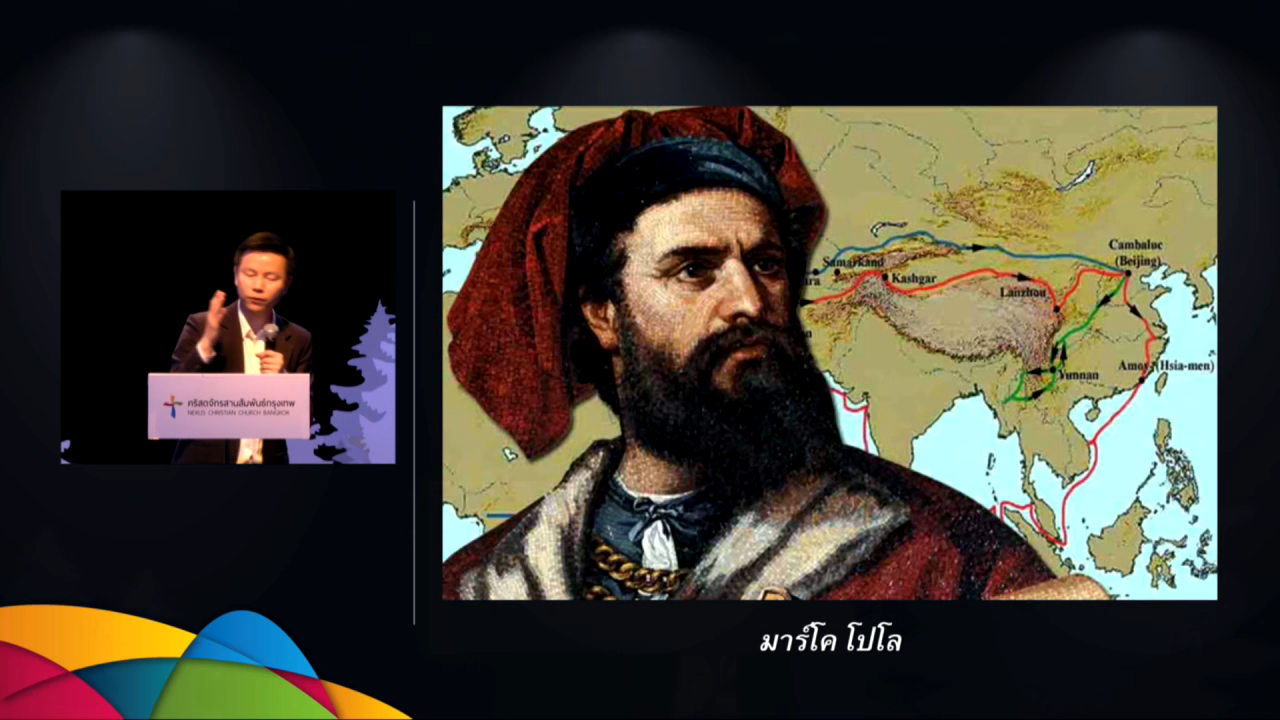 คริสตจักรสานสัมพันธ์กรุงเทพ
NEXUS CHRISTIAN CHURCH BANGKOK
Cambaluc
(Beijing)
Samarkand
Kashgar
Lanzhou
Amoy (Hsia-men)
Yunnan
มาร์โค โปโล